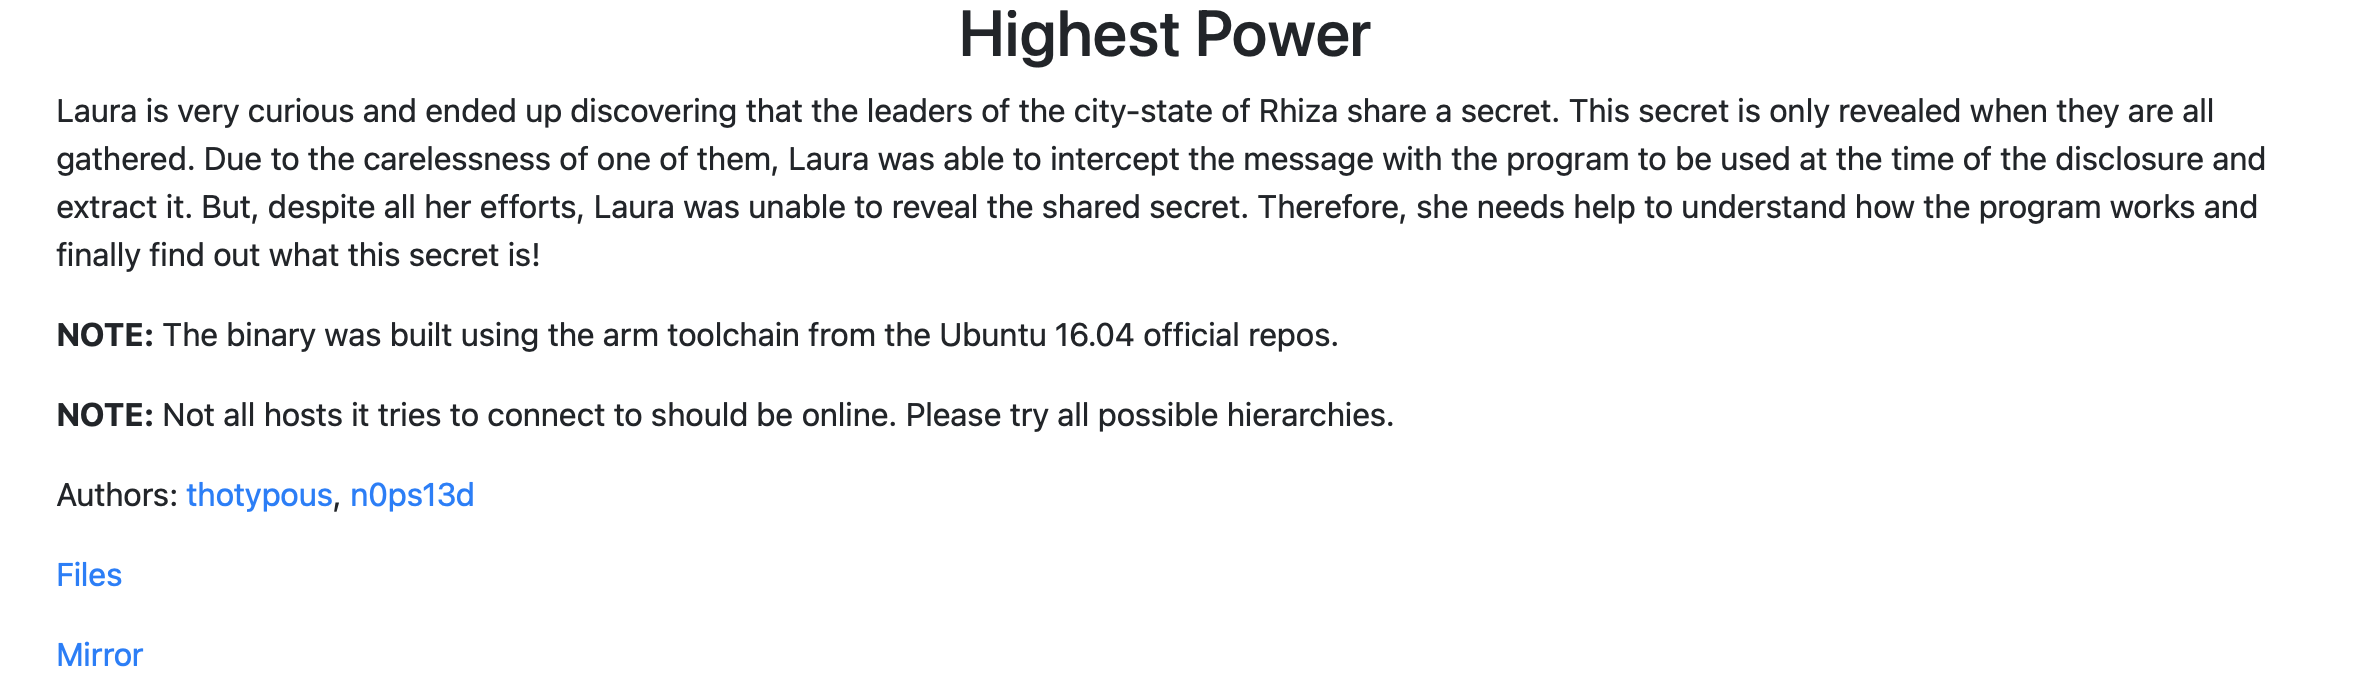 Highest Power
Laura is very curious and ended up discovering that the leaders of the city-state of Rhiza share a secret. This secret is only revealed when they are all
gathered. Due to the carelessness of one of them, Laura was able to intercept the message with the program to be used at the time of the disclosure and
extract it. But, despite all her efforts, Laura was unable to reveal the shared secret. Therefore, she needs help to understand how the program works and
finally find out what this secret is!
NOTE: The binary was built using the arm toolchain from the Ubuntu 16.04 official repos.
NOTE: Not all hosts it tries to connect to should be online. Please try all possible hierarchies.
Authors: thotypous, n0ps13d
Files
Mirror